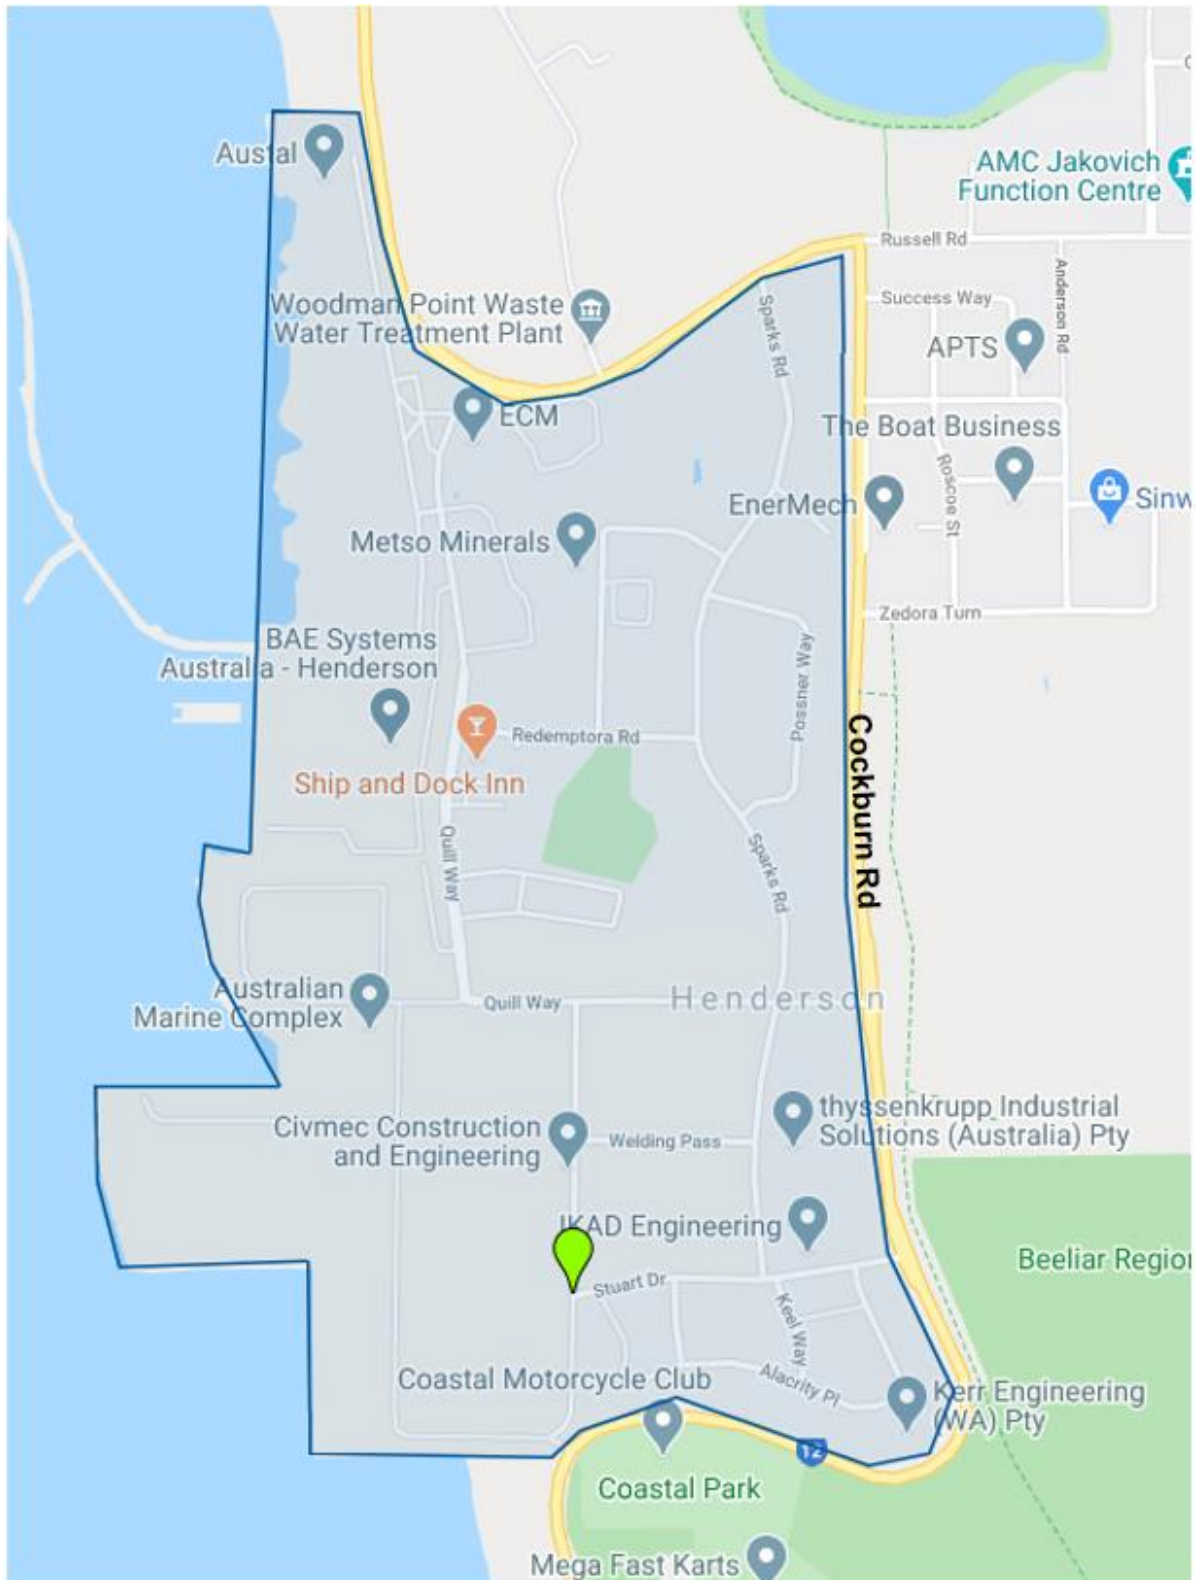 Austal
AMC Jakovich
Function Centre
Russell Rd
Anderson Rd
Woodman Point Waste
Water Treatment Plant
Success Way
Sparks Rd
APTS
ECM
The Boat Business
Roscoe St
EnerMech
Sinw
Metso Minerals
Zedora Turn
BAE Systems
Australia - Henderson
Possner Way
Redemptora Rd
Cockburn Rd
Ship and Dock Inn
Quill Way
Sparks Rd
Australian
Marine Complex
Quill Way
Henderson
thyssenkrupp Industrial
Solutions (Australia) Pty
Civmec Construction
and Engineering
Welding Pass
IKAD Engineering
Beeliar Region
Stuart Dr
Keel Way
Coastal Motorcycle Club
Alacrity Pl
Kerr Engineering
(WA) Pty
12
Coastal Park
Mega Fast Karts